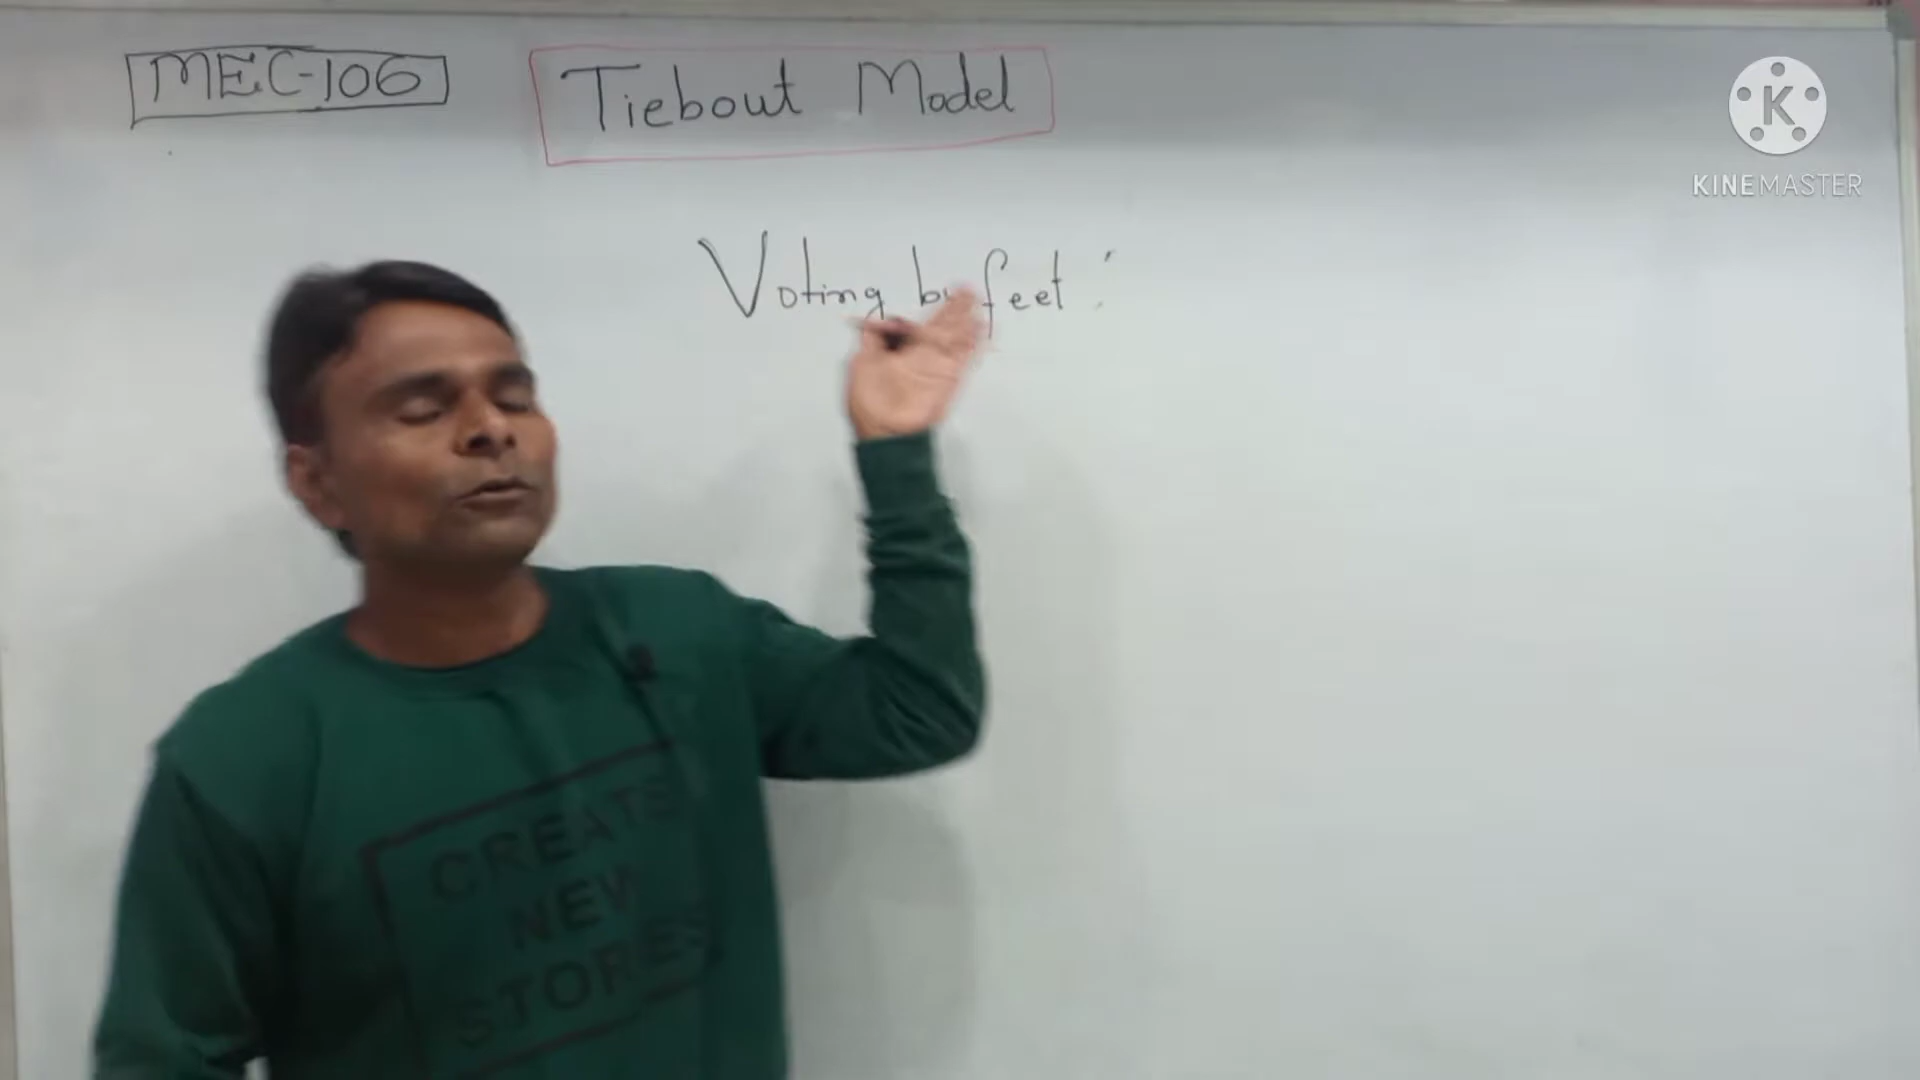 MEC-106
Tiebout Model
K
KINEMASTER
Voting by feet :
CREATE
NEW
STORIES